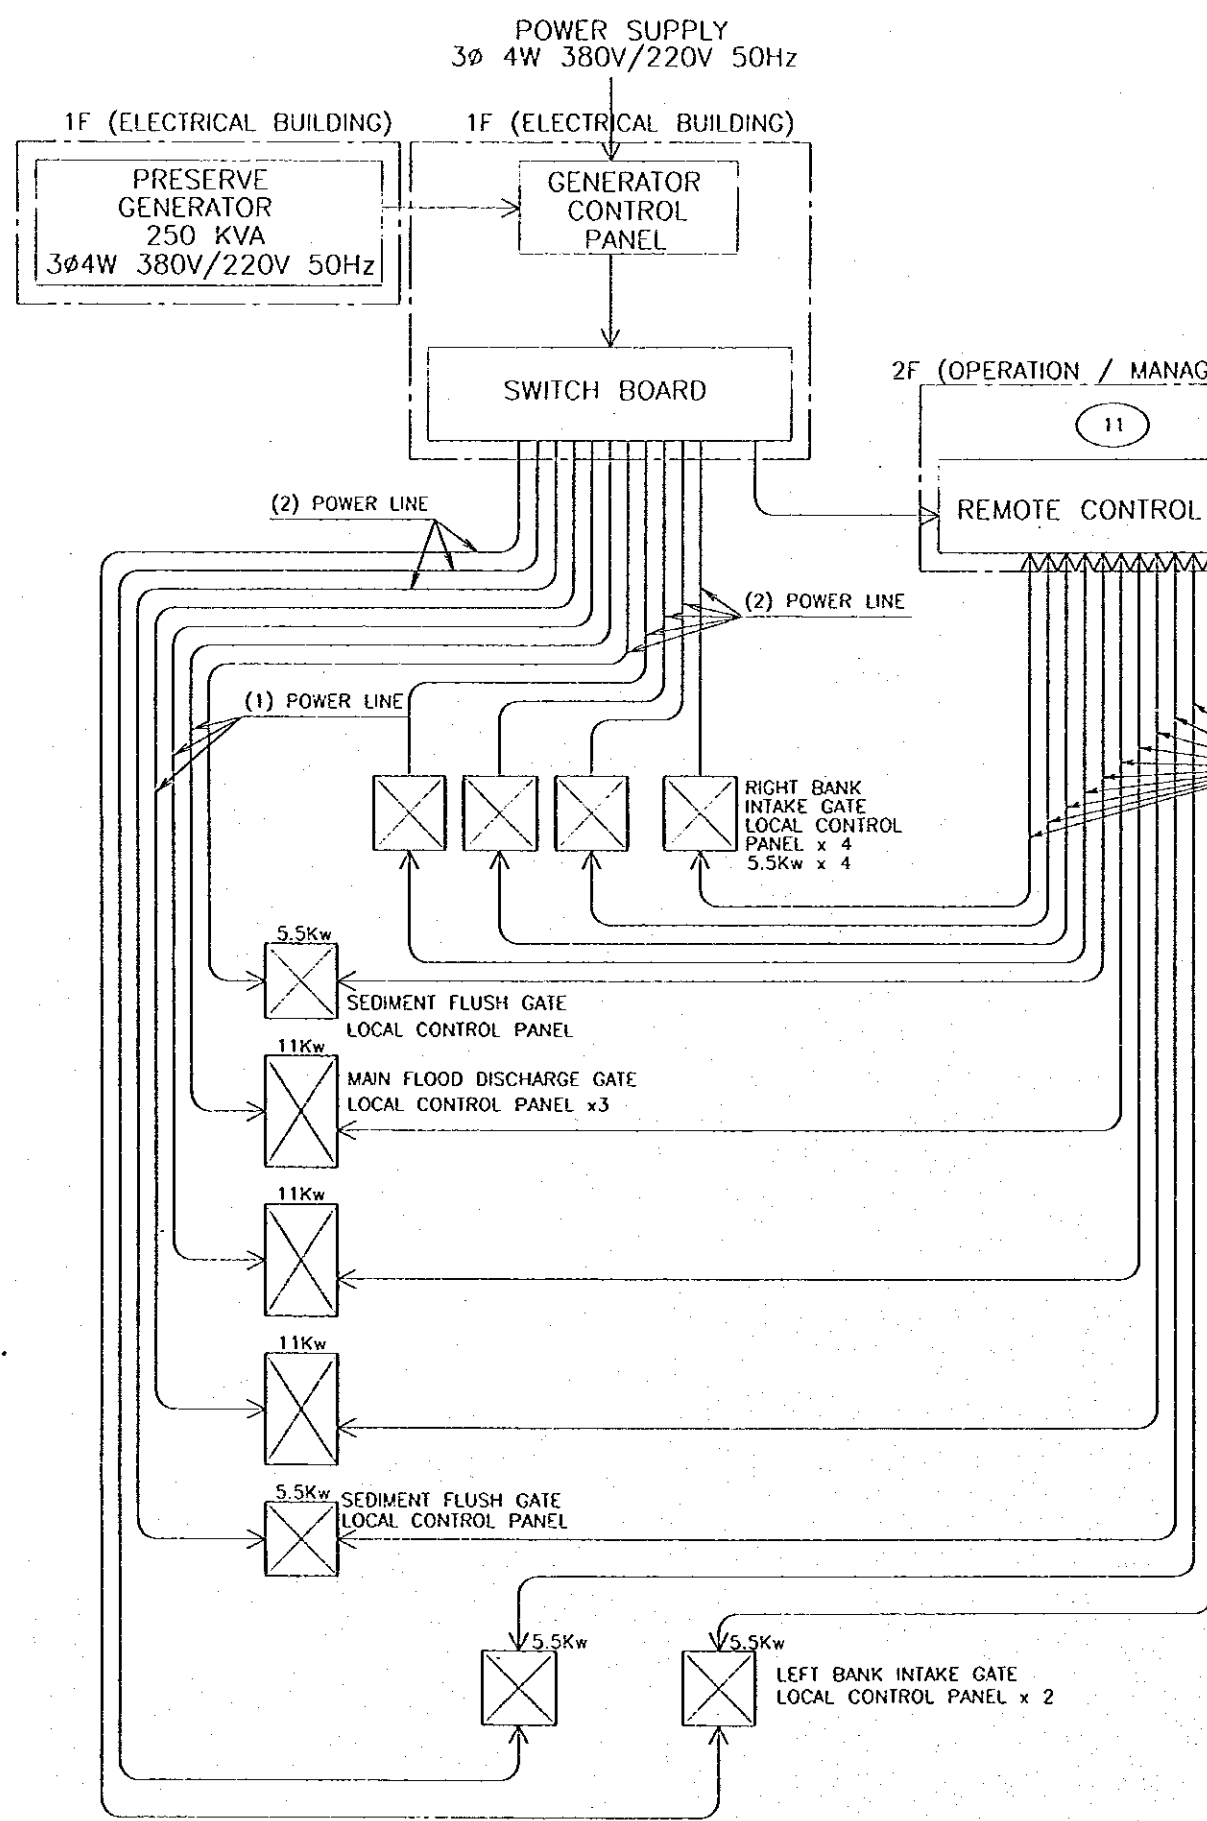 POWER SUPPLY
3ø 4W 380V/220V 50Hz
1F (ELECTRICAL BUILDING)
1F (ELECTRICAL BUILDING)
PRESERVE
GENERATOR
250 KVA
3ø4W 380V/220V 50Hz
GENERATOR
CONTROL
PANEL
SWITCH BOARD
2F (OPERATION / MANAG
11
REMOTE CONTROL
(2) POWER LINE
(2) POWER LINE
(1) POWER LINE
RIGHT BANK
INTAKE GATE
LOCAL CONTROL
PANEL x 4
5.5Kw x 4
5.5Kw
SEDIMENT FLUSH GATE
LOCAL CONTROL PANEL
11Kw
MAIN FLOOD DISCHARGE GATE
LOCAL CONTROL PANEL x3
11Kw
11Kw
5.5Kw
SEDIMENT FLUSH GATE
LOCAL CONTROL PANEL
5.5Kw
5.5Kw
LEFT BANK INTAKE GATE
LOCAL CONTROL PANEL x 2